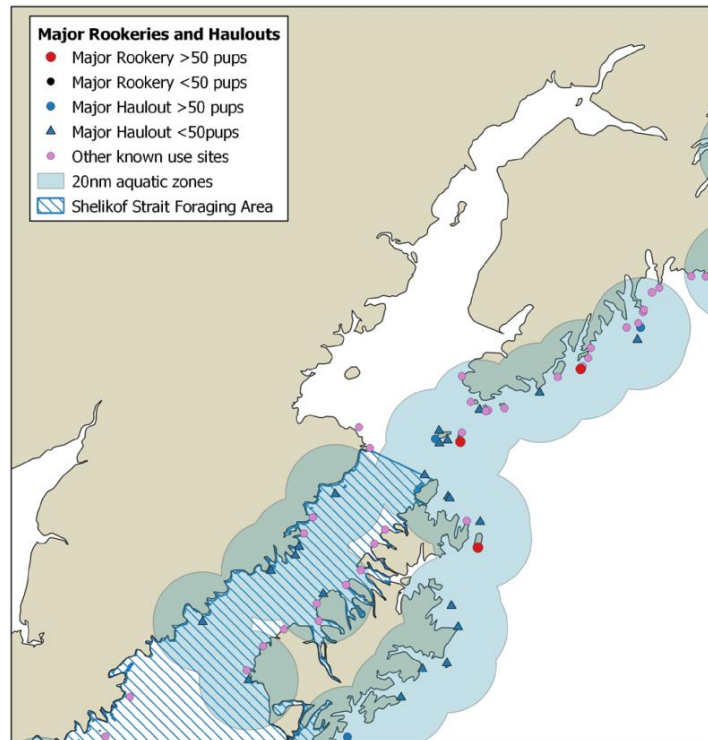 Major Rookeries and Haulouts
Major Rookery >50 pups
Major Rookery <50 pups
Major Haulout >50 pups
Major Haulout <50pups
Other known use sites
20nm aquatic zones
Shelikof Strait Foraging Area